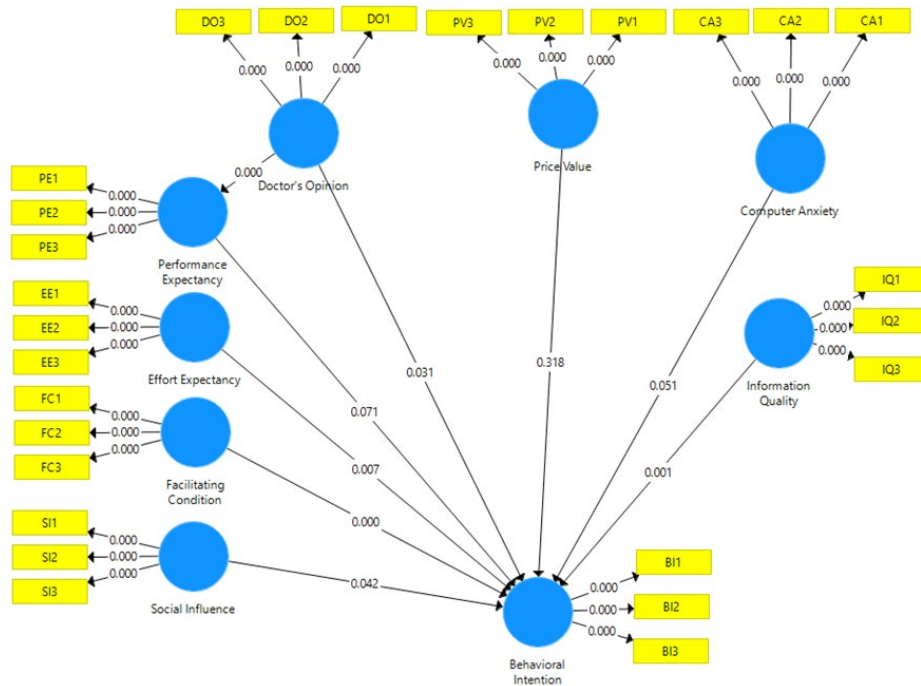 DO3
DO2
DO1
PV3
PV2
PV1
CA3
CA2
CA1
0.000
0.000
0.000
0.000
0.000
0.000
0.000
0.000
0.000
Doctor's Opinion
Price Value
Computer Anxiety
0.000
PE1
PE2
PE3
0.000
0.000
0.000
Performance
Expectancy
EE1
EE2
EE3
0.000
0.000
0.000
Effort Expectancy
IQ1
IQ2
IQ3
0.000
0.000
0.000
Information
Quality
FC1
FC2
FC3
0.000
0.000
0.000
Facilitating
Condition
SI1
SI2
SI3
0.000
0.000
0.000
Social Influence
0.031
0.318
0.051
0.071
0.007
0.001
0.000
0.042
BI1
BI2
BI3
0.000
0.000
0.000
Behavioral
Intention